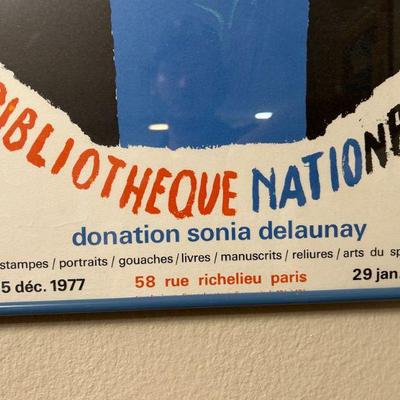 BIBLIOTHEQUE NATIONA
donation sonia delaunay
stampes / portraits / gouaches / livres / manuscrits / reliures / arts du sp
5 déc. 1977 58 rue richelieu paris 29 jan.